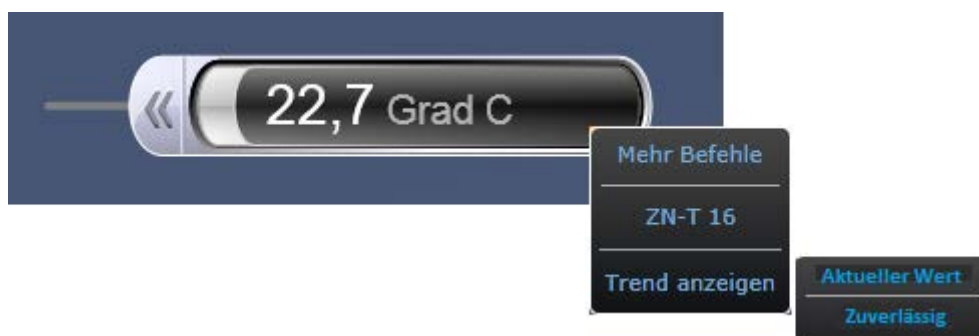 22,7 Grad C
Mehr Befehle
ZN-T 16
Trend anzeigen
Aktueller Wert
Zuverlässig